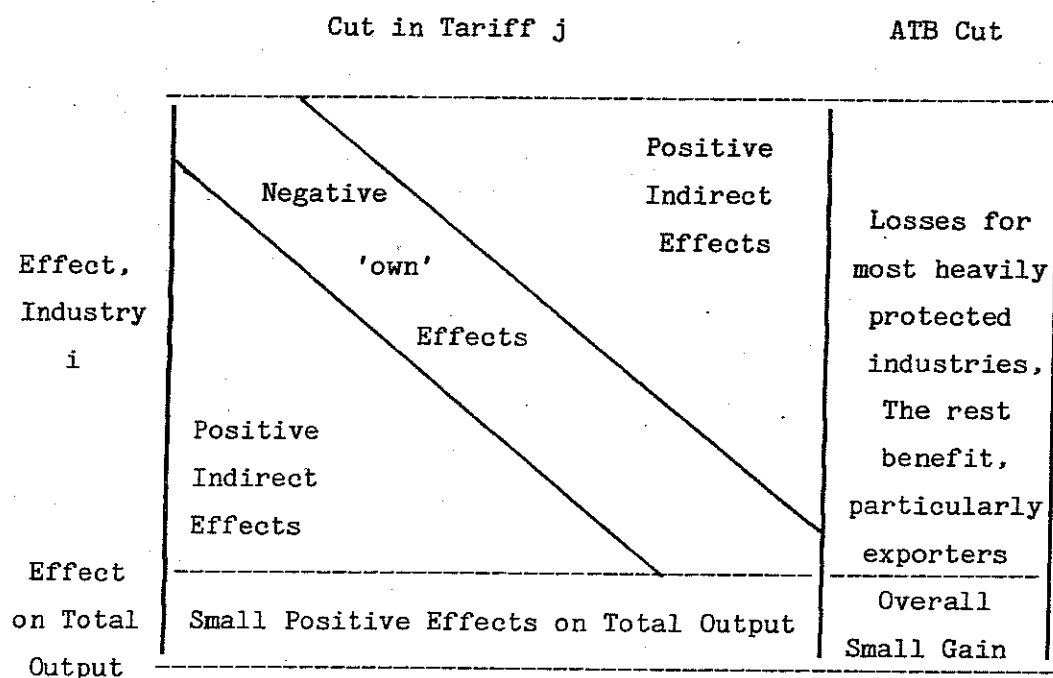 Cut in Tariff j
ATB Cut
Effect,
Industry
i
Negative
'own'
Effects
Positive
Indirect
Effects
Positive
Indirect
Effects
Losses for
most heavily
protected
industries,
The rest
benefit,
particularly
exporters
Effect
on Total
Output
Small Positive Effects on Total Output
Overall
Small Gain